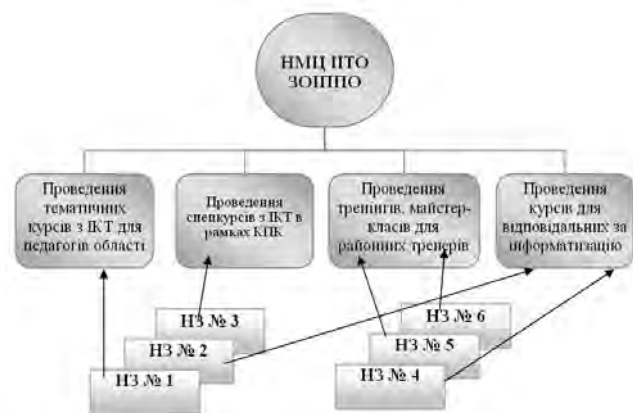 НМЦ ПТО
ЗОІППО
Проведення
тематичних
курсів з ІКТ для
педагогів області
Проведення
спецкурсів з ІКТ в
рамках КПК
Проведення
тренінгів, майстер-
класів для
районних тренерів
Проведення
курсів для
відповідальних за
інформатизацію
НЗ № 3
НЗ № 2
НЗ № 1
НЗ № 6
НЗ № 5
НЗ № 4